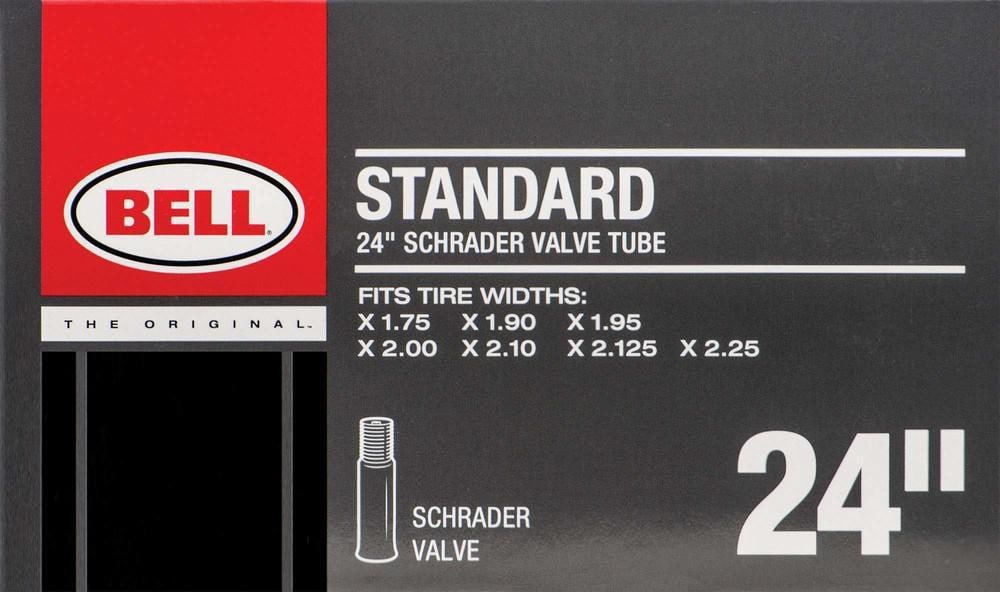 BELL®
THE ORIGINAL™
STANDARD
24" SCHRADER VALVE TUBE
FITS TIRE WIDTHS:
X 1.75 X 1.90 X 1.95
X 2.00 X 2.10 X 2.125 X 2.25
SCHRADER
VALVE
24"